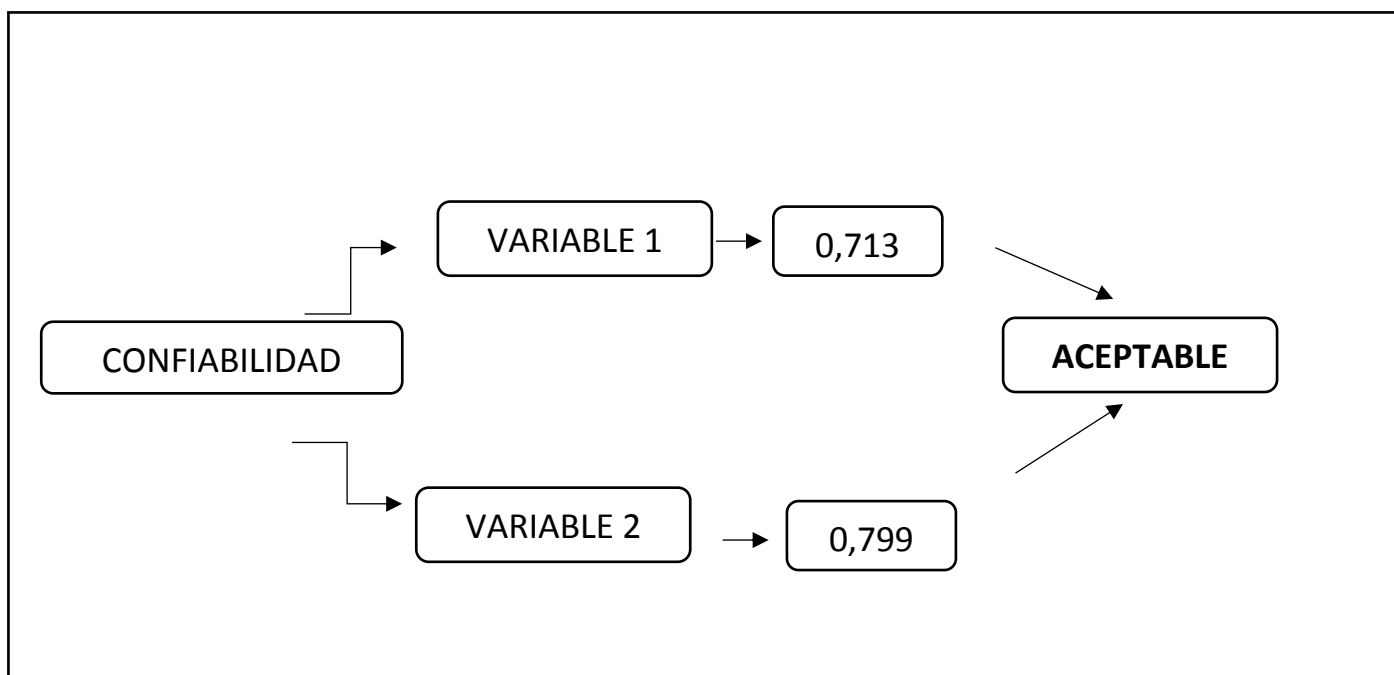 VARIABLE 1
0,713
CONFIABILIDAD
ACEPTABLE
VARIABLE 2
0,799